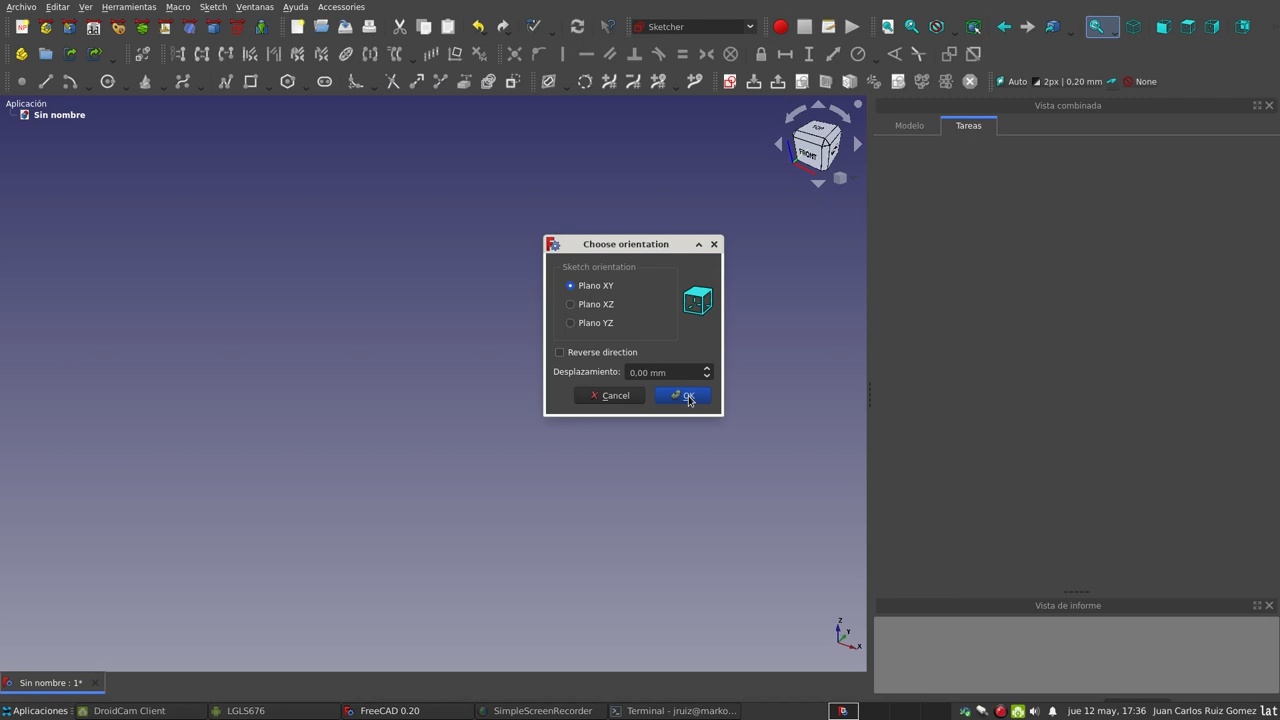 Archivo Editar Ver Herramientas Macro Sketch Ventanas Ayuda Accessories
Sketcher
Auto 2px | 0.20 mm None
Aplicación
Sin nombre
TOP
FRONT
Vista combinada
Modelo Tareas
Choose orientation
Sketch orientation
Plano XY
Plano XZ
Plano YZ
Reverse direction
Desplazamiento: 0,00 mm
Cancel OK
Vista de informe
Z
Y
X
Sin nombre : 1*
Aplicaciones DroidCam Client LGLS676 FreeCAD 0.20 SimpleScreenRecorder Terminal - jruiz@marko... jue 12 may, 17:36 Juan Carlos Ruiz Gomez lat